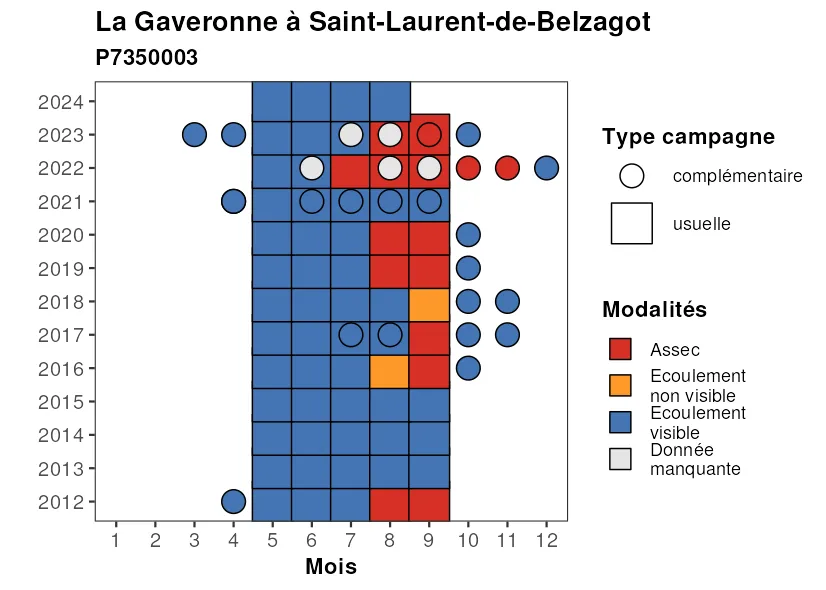 La Gaveronne à Saint-Laurent-de-Belzagot
P7350003
2024
2023
2022
2021
2020
2019
2018
2017
2016
2015
2014
2013
2012
1 2 3 4 5 6 7 8 9 10 11 12
Mois
Type campagne
complémentaire
usuelle
Modalités
Assec
Ecoulement
non visible
Ecoulement
visible
Donnée
manquante